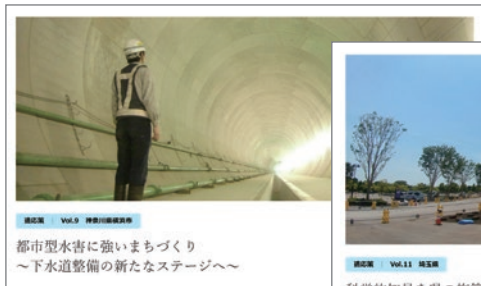 適応策 | Vol.9 神奈川県横浜市
都市型水害に強いまちづくり
～下水道整備の新たなステージへ～
適応策 | Vol.11 埼玉県